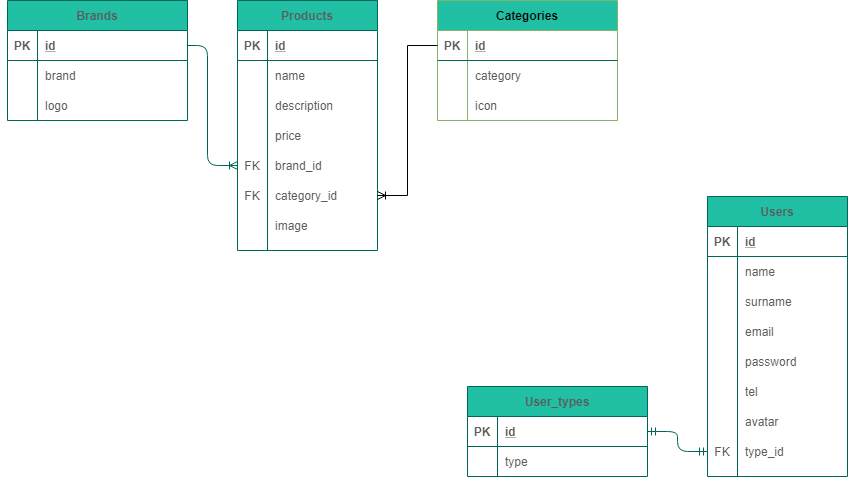 Brands
PK id
brand
logo
Products
PK id
name
description
price
FK brand_id
FK category_id
image
Categories
PK id
category
icon
Users
PK id
name
surname
email
password
tel
avatar
FK type_id
User_types
PK id
type